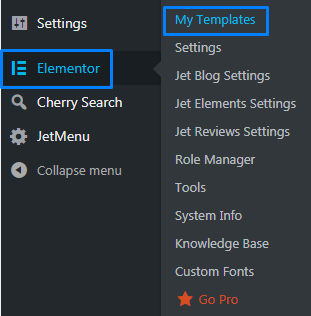 Settings
Elementor
Cherry Search
JetMenu
Collapse menu
My Templates
Settings
Jet Blog Settings
Jet Elements Settings
Jet Reviews Settings
Role Manager
Tools
System Info
Knowledge Base
Custom Fonts
Go Pro